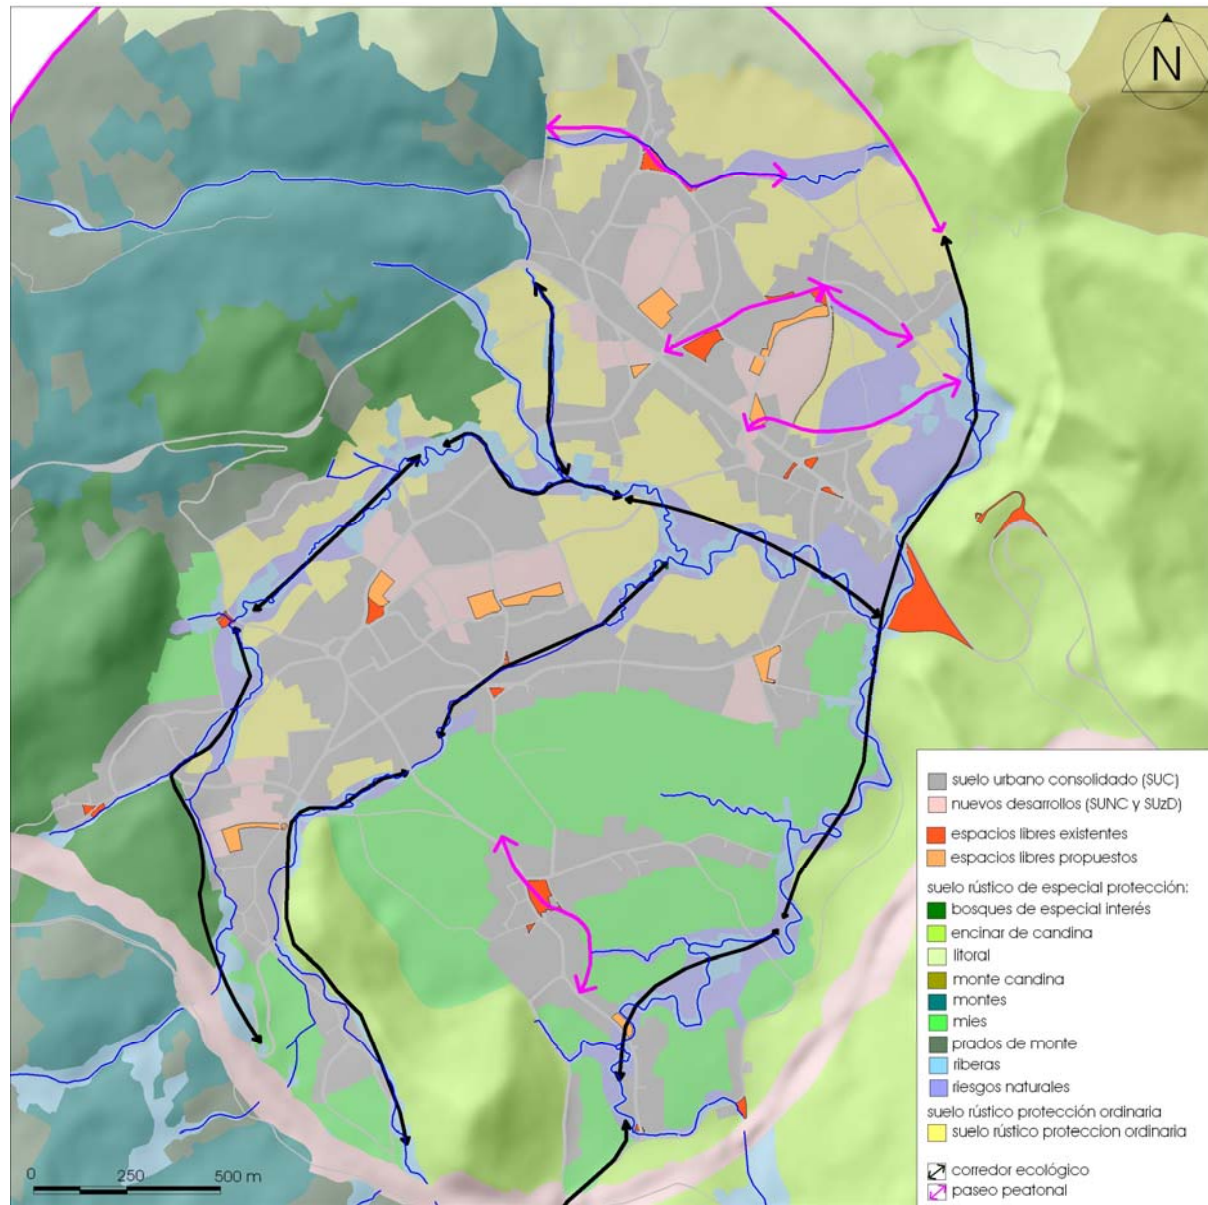 N
suelo urbano consolidado (SUC)
nuevos desarrollos (SUNC y SUzD)
espacios libres existentes
espacios libres propuestos
suelo rústico de especial protección:
bosques de especial interés
encinar de candina
litoral
monte candina
montes
mies
prados de monte
riberas
riesgos naturales
suelo rústico protección ordinaria
suelo rústico proteccion ordinaria
corredor ecológico
paseo peatonal
0 250 500 m